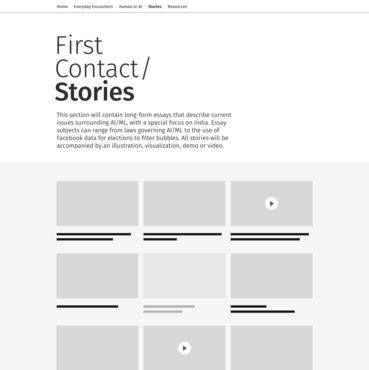 Home Everyday Encounters Human or AI Stories Resources
First
Contact/
Stories
This section will contain long-form essays that describe current
issues surrounding AI/ML, with a special focus on India. Essay
subjects can range from laws governing AI/ML to the use of
Facebook data for elections to filter bubbles. All stories will be
accompanied by an illustration, visualization, demo or video.